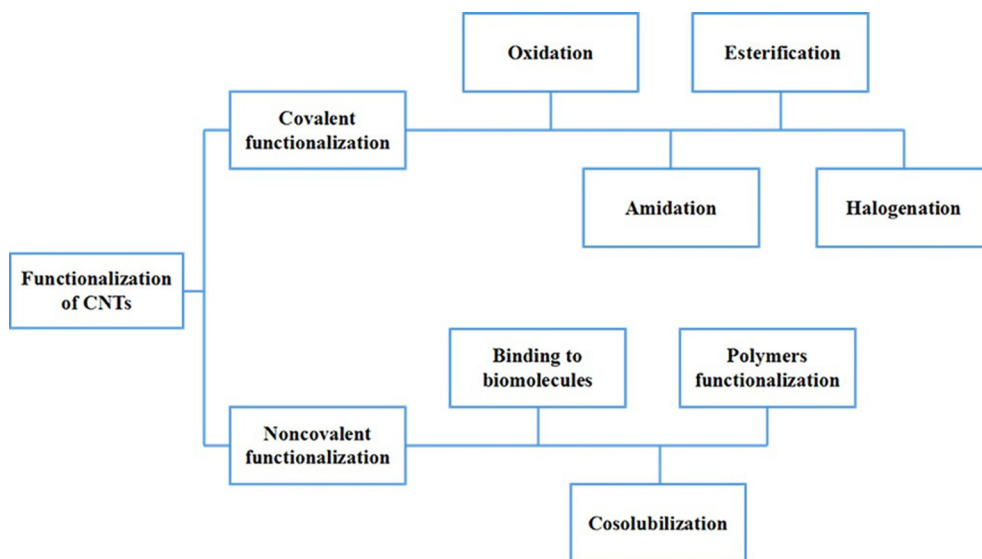 Oxidation
Esterification
Covalent
functionalization
Amidation
Halogenation
Functionalization
of CNTs
Binding to
biomolecules
Polymers
functionalization
Noncovalent
functionalization
Cosolubilization